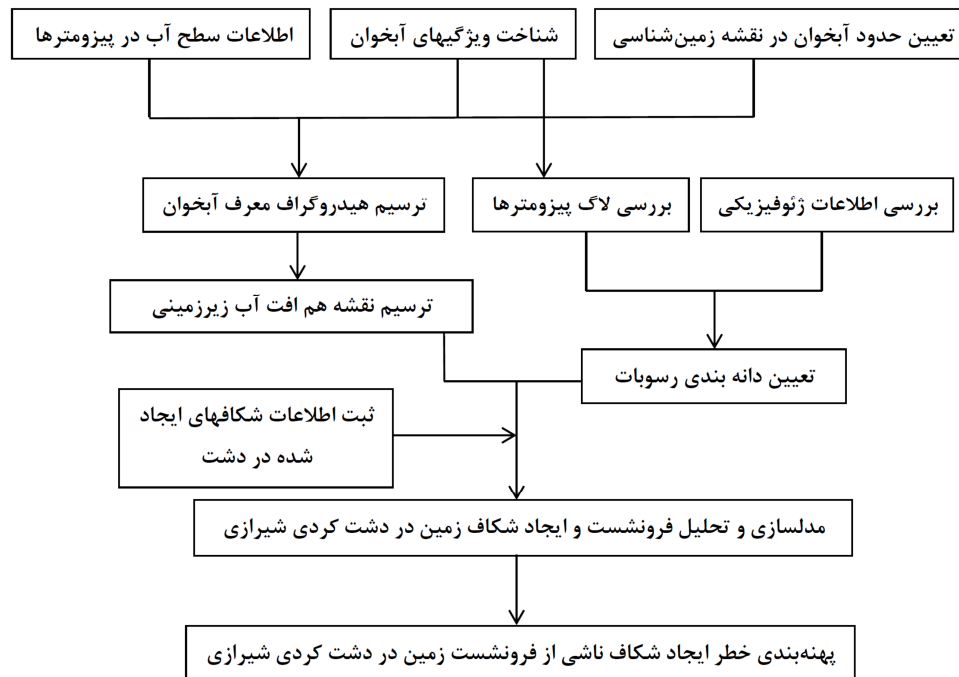 تعیین حدود آبخوان در نقشه زمین‌شناسی
شناخت ویژگیهای آبخوان
اطلاعات سطح آب در پیزومترها
بررسی اطلاعات ژئوفیزیکی
بررسی لاگ پیزومترها
ترسیم هیدروگراف معرف آبخوان
ترسیم نقشه هم افت آب زیرزمینی
تعیین دانه بندی رسوبات
ثبت اطلاعات شکافهای ایجاد
شده در دشت
مدلسازی و تحلیل فرونشست و ایجاد شکاف زمین در دشت کردی شیرازی
پهنه‌بندی خطر ایجاد شکاف ناشی از فرونشست زمین در دشت کردی شیرازی